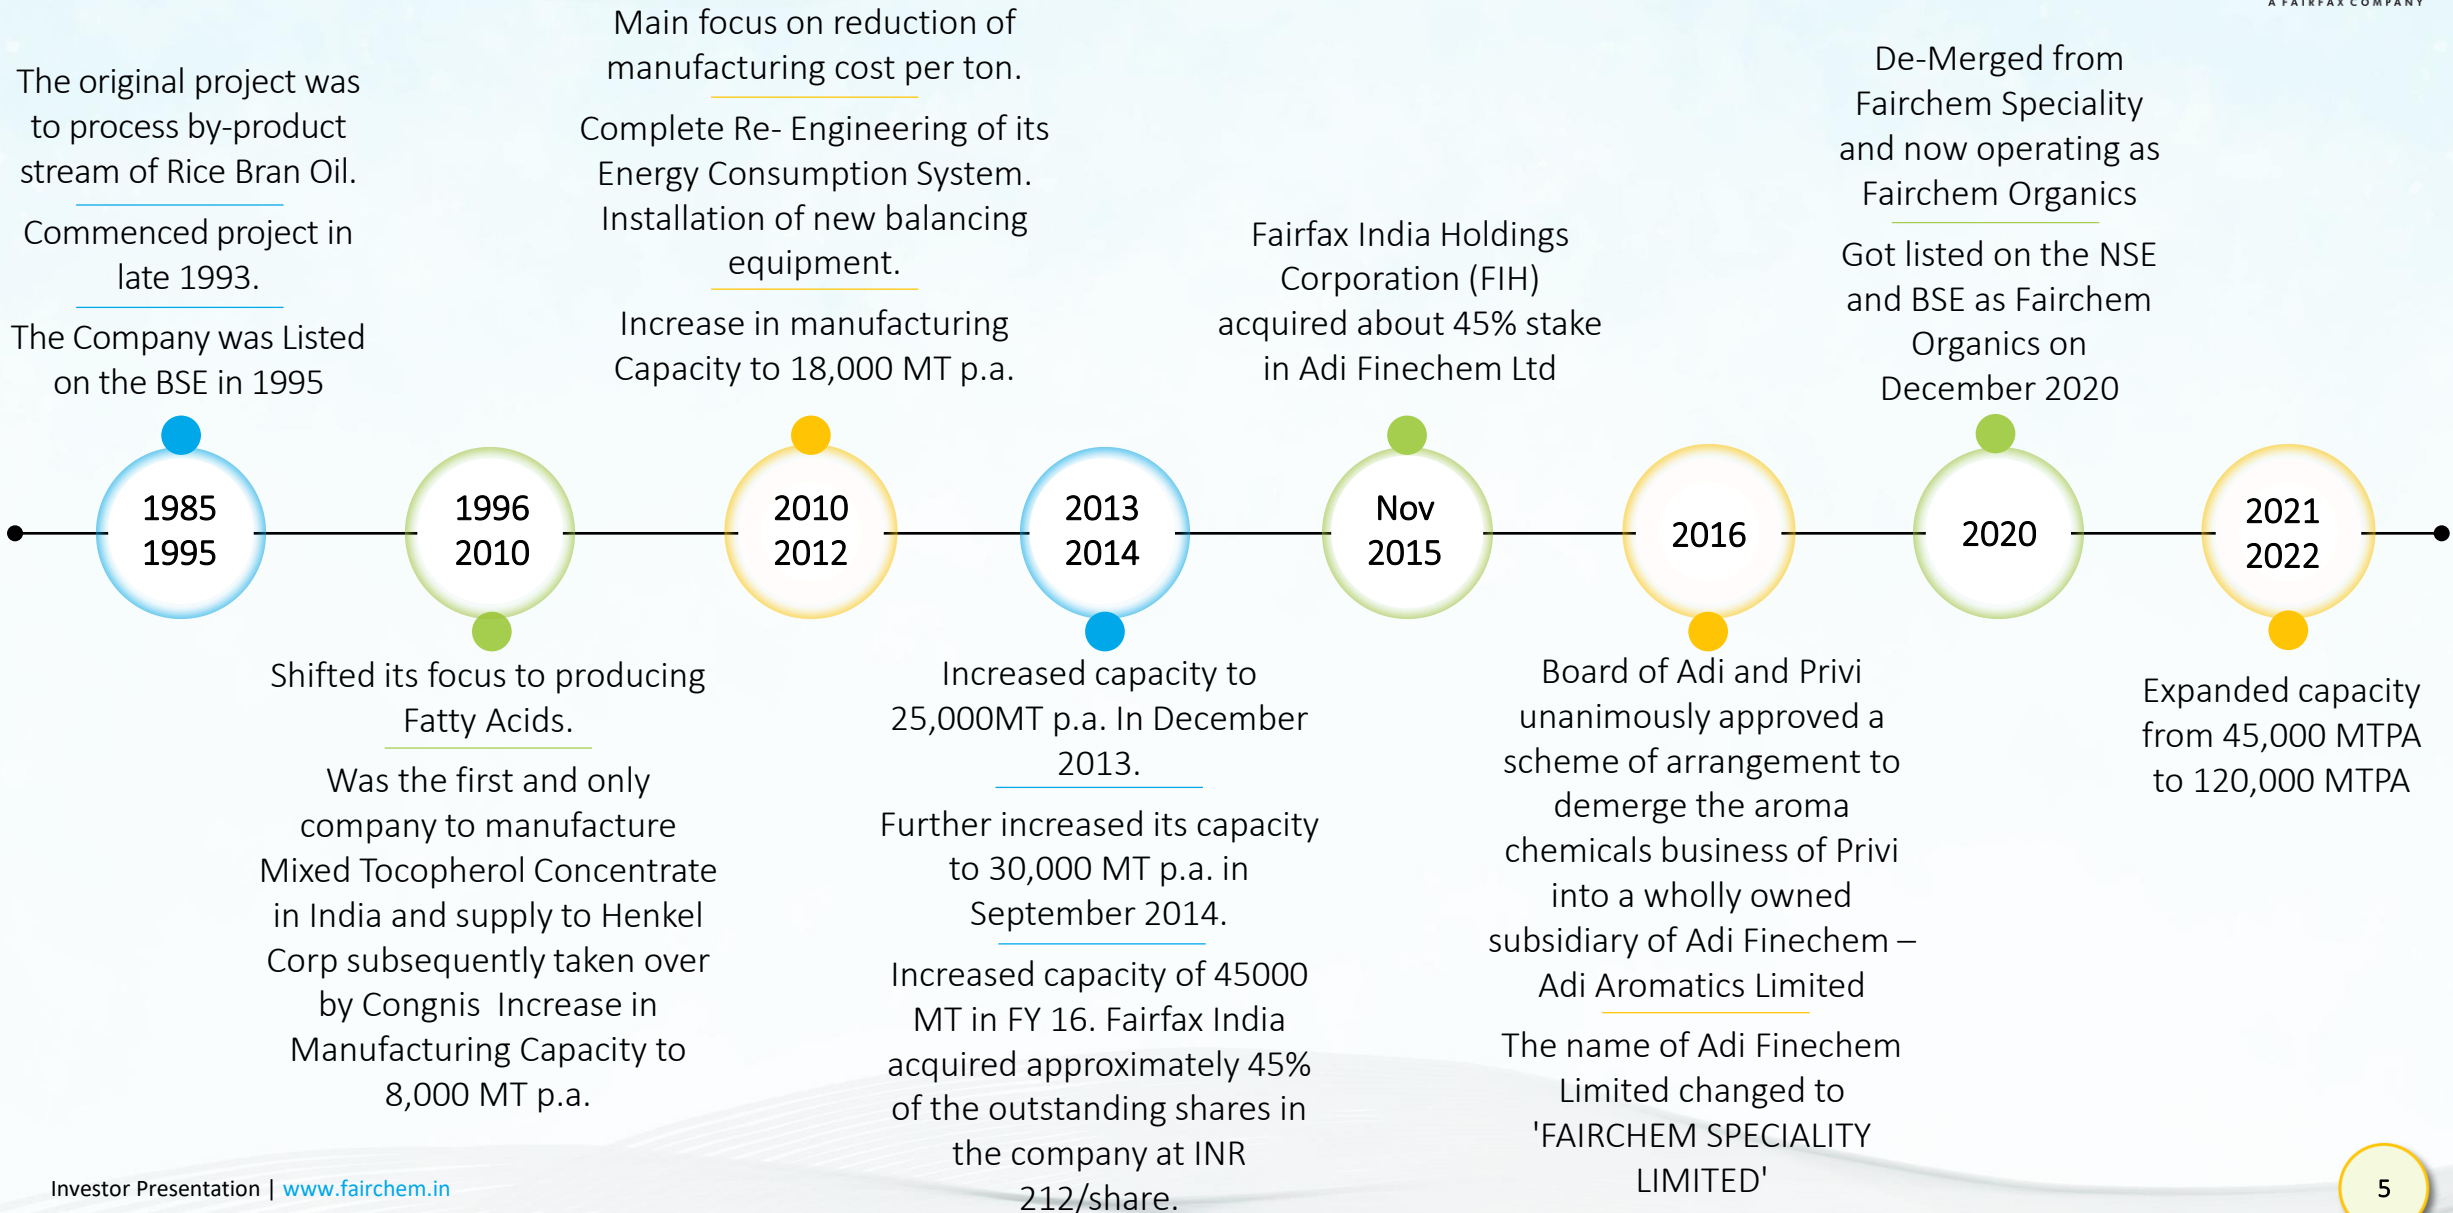 A FAIRFAX COMPANY
The original project was
to process by-product
stream of Rice Bran Oil.
Commenced project in
late 1993.
The Company was Listed
on the BSE in 1995
Main focus on reduction of
manufacturing cost per ton.
Complete Re- Engineering of its
Energy Consumption System.
Installation of new balancing
equipment.
Increase in manufacturing
Capacity to 18,000 MT p.a.
Fairfax India Holdings
Corporation (FIH)
acquired about 45% stake
in Adi Finechem Ltd
De-Merged from
Fairchem Speciality
and now operating as
Fairchem Organics
Got listed on the NSE
and BSE as Fairchem
Organics on
December 2020
1985
1995
1996
2010
2010
2012
2013
2014
Nov
2015
2016
2020
2021
2022
Shifted its focus to producing
Fatty Acids.
Was the first and only
company to manufacture
Mixed Tocopherol Concentrate
in India and supply to Henkel
Corp subsequently taken over
by Congnis  Increase in
Manufacturing Capacity to
8,000 MT p.a.
Increased capacity to
25,000MT p.a. In December
2013.
Further increased its capacity
to 30,000 MT p.a. in
September 2014.
Increased capacity of 45000
MT in FY 16. Fairfax India
acquired approximately 45%
of the outstanding shares in
the company at INR
212/share.
Board of Adi and Privi
unanimously approved a
scheme of arrangement to
demerge the aroma
chemicals business of Privi
into a wholly owned
subsidiary of Adi Finechem –
Adi Aromatics Limited
The name of Adi Finechem
Limited changed to
'FAIRCHEM SPECIALITY
LIMITED'
Expanded capacity
from 45,000 MTPA
to 120,000 MTPA
Investor Presentation | www.fairchem.in
5